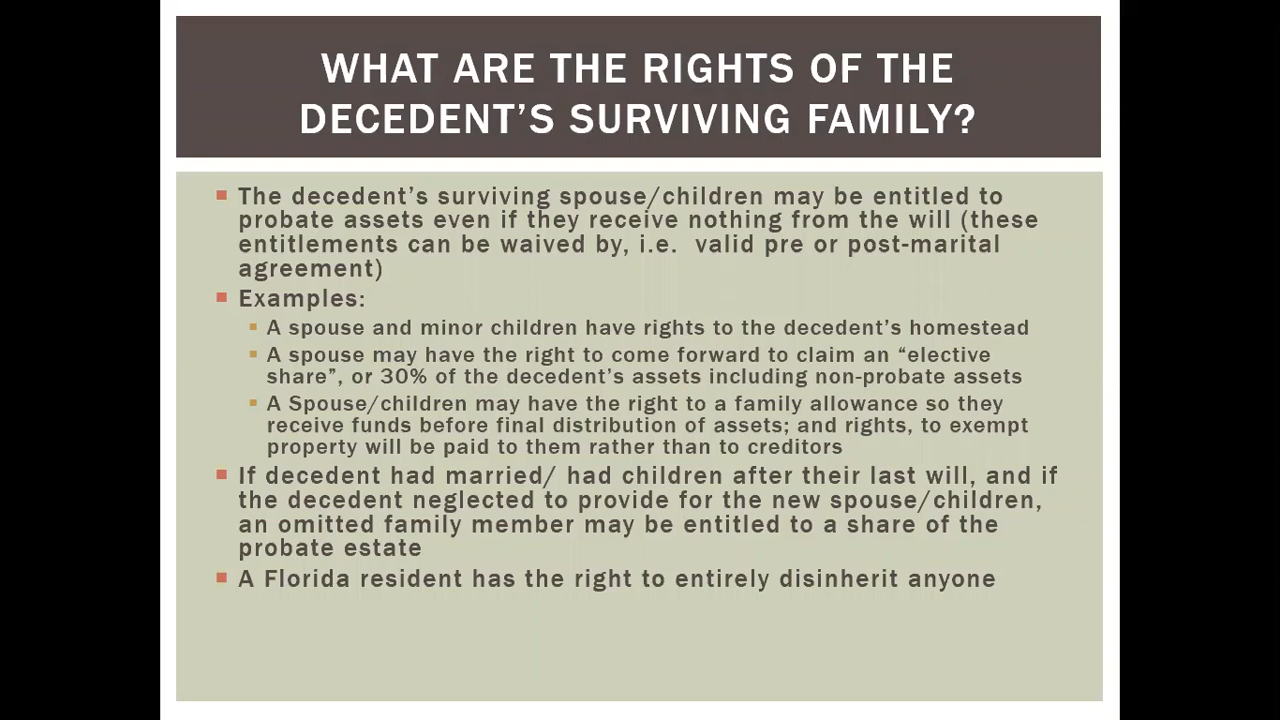 WHAT ARE THE RIGHTS OF THE
DECEDENT'S SURVIVING FAMILY?
The decedent's surviving spouse/children may be entitled to
probate assets even if they receive nothing from the will (these
entitlements can be waived by, i.e. valid pre or post-marital
agreement)
Examples:
A spouse and minor children have rights to the decedent's homestead
A spouse may have the right to come forward to claim an “elective
share”, or 30% of the decedent's assets including non-probate assets
A Spouse/children may have the right to a family allowance so they
receive funds before final distribution of assets; and rights, to exempt
property will be paid to them rather than to creditors
If decedent had married/ had children after their last will, and if
the decedent neglected to provide for the new spouse/children,
an omitted family member may be entitled to a share of the
probate estate
A Florida resident has the right to entirely disinherit anyone